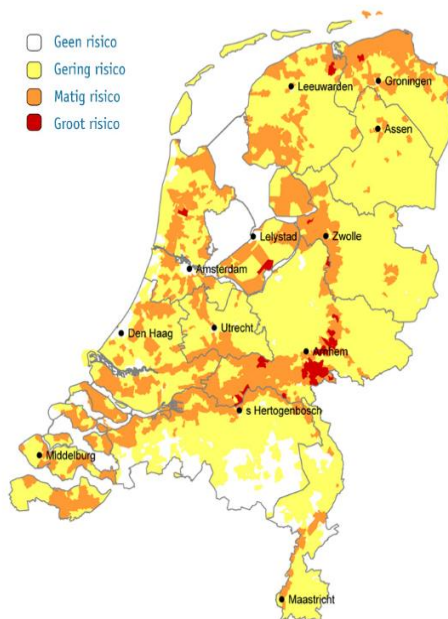 Geen risico
Gering risico
Matig risico
Groot risico
Leeuwarden
Groningen
Assen
Lelystad
Zwolle
Amsterdam
Den Haag
Utrecht
Arnhem
s Hertogenbosch
Middelburg
Maastricht